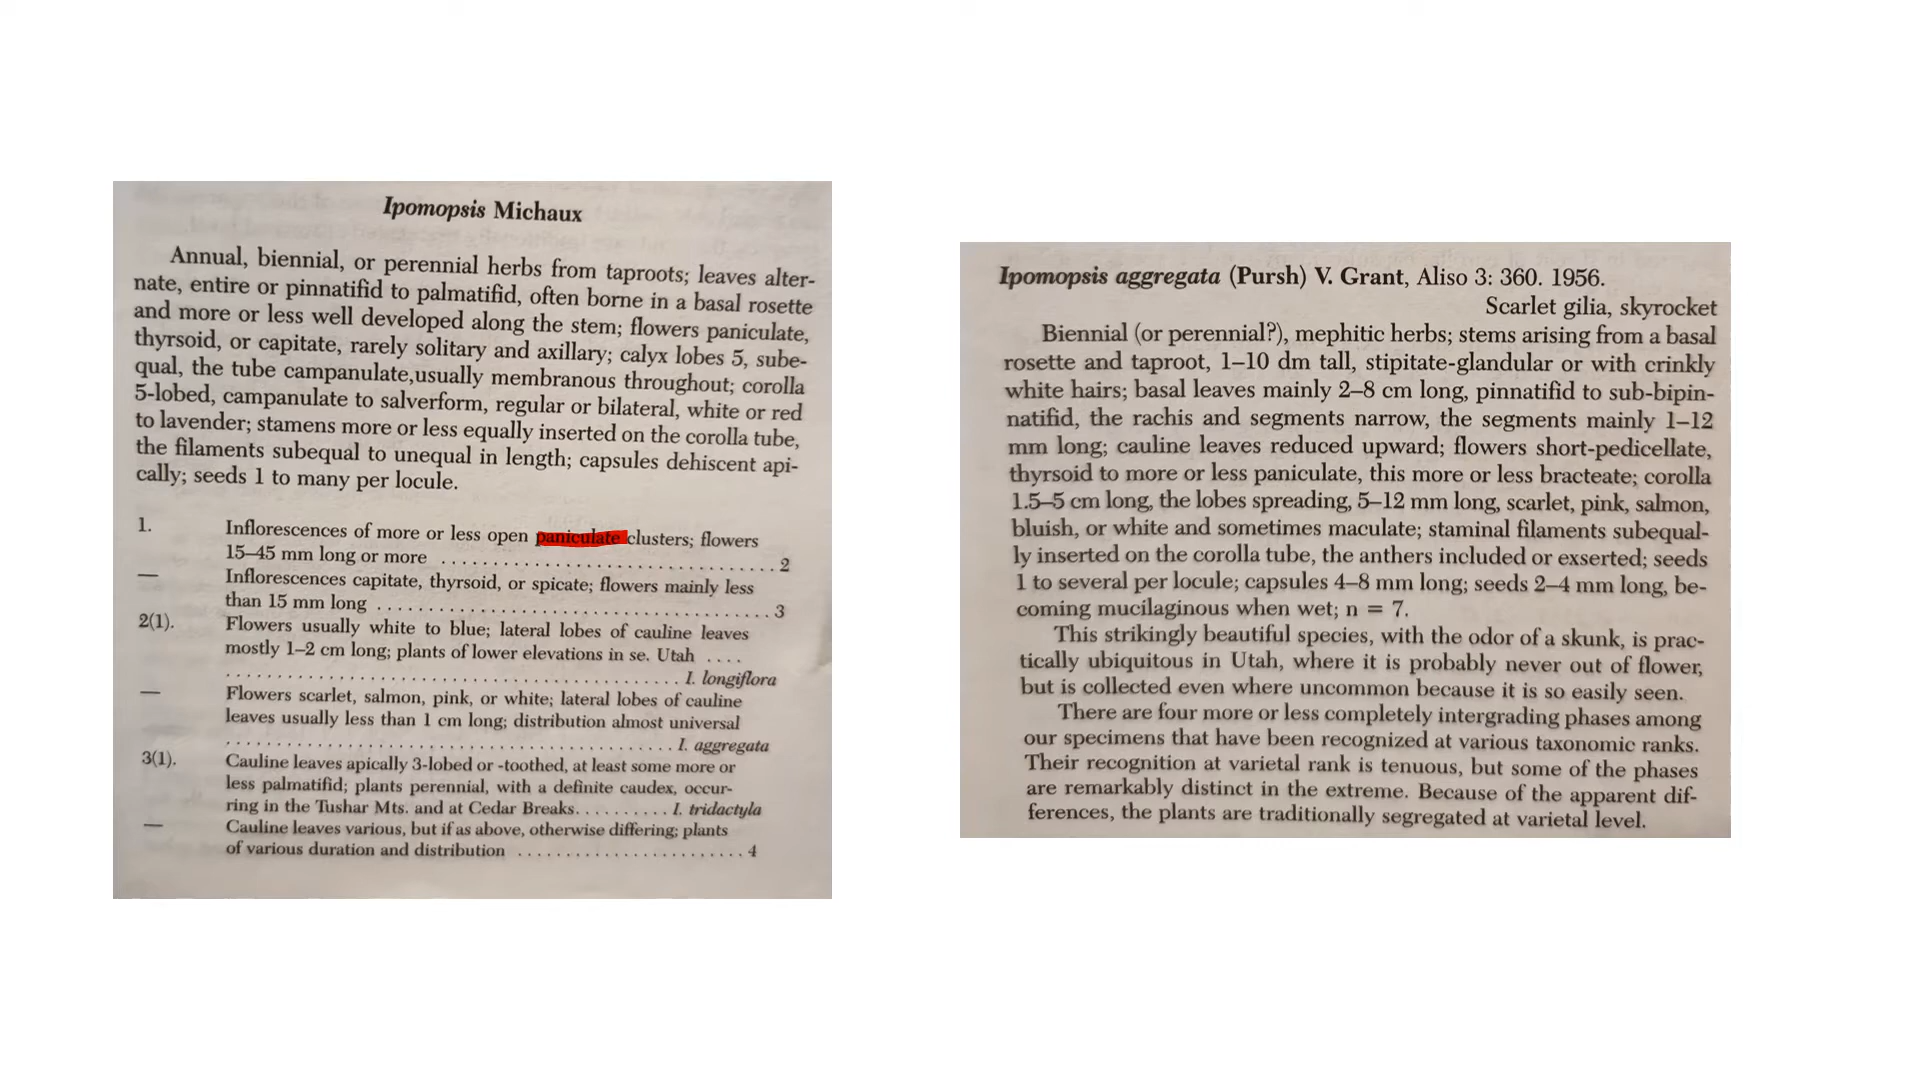 Ipomopsis Michaux
Annual, biennial, or perennial herbs from taproots; leaves alter-
nate, entire or pinnatifid to palmatifid, often borne in a basal rosette
and more or less well developed along the stem; flowers paniculate,
thyrsoid, or capitate, rarely solitary and axillary; calyx lobes 5, sube-
qual, the tube campanulate,usually membranous throughout; corolla
5-lobed, campanulate to salverform, regular or bilateral, white or red
to lavender; stamens more or less equally inserted on the corolla tube,
the filaments subequal to unequal in length; capsules dehiscent api-
cally; seeds 1 to many per locule.
1. Inflorescences of more or less open paniculate clusters; flowers
15–45 mm long or more ................................. 2
— Inflorescences capitate, thyrsoid, or spicate; flowers mainly less
than 15 mm long ....................................... 3
2(1). Flowers usually white to blue; lateral lobes of cauline leaves
mostly 1–2 cm long; plants of lower elevations in se. Utah ....
............................................. I. longiflora
— Flowers scarlet, salmon, pink, or white; lateral lobes of cauline
leaves usually less than 1 cm long; distribution almost universal
............................................ I. aggregata
3(1). Cauline leaves apically 3-lobed or -toothed, at least some more or
less palmatifid; plants perennial, with a definite caudex, occur-
ring in the Tushar Mts. and at Cedar Breaks.......... I. tridactyla
— Cauline leaves various, but if as above, otherwise differing; plants
of various duration and distribution ........................ 4
Ipomopsis aggregata (Pursh) V. Grant, Aliso 3: 360. 1956.
Scarlet gilia, skyrocket
Biennial (or perennial?), mephitic herbs; stems arising from a basal
rosette and taproot, 1–10 dm tall, stipitate-glandular or with crinkly
white hairs; basal leaves mainly 2–8 cm long, pinnatifid to sub-bipin-
natifid, the rachis and segments narrow, the segments mainly 1–12
mm long; cauline leaves reduced upward; flowers short-pedicellate,
thyrsoid to more or less paniculate, this more or less bracteate; corolla
1.5–5 cm long, the lobes spreading, 5–12 mm long, scarlet, pink, salmon,
bluish, or white and sometimes maculate; staminal filaments subequal-
ly inserted on the corolla tube, the anthers included or exserted; seeds
1 to several per locule; capsules 4–8 mm long; seeds 2–4 mm long, be-
coming mucilaginous when wet; n = 7.
This strikingly beautiful species, with the odor of a skunk, is prac-
tically ubiquitous in Utah, where it is probably never out of flower,
but is collected even where uncommon because it is so easily seen.
There are four more or less completely intergrading phases among
our specimens that have been recognized at various taxonomic ranks.
Their recognition at varietal rank is tenuous, but some of the phases
are remarkably distinct in the extreme. Because of the apparent dif-
ferences, the plants are traditionally segregated at varietal level.